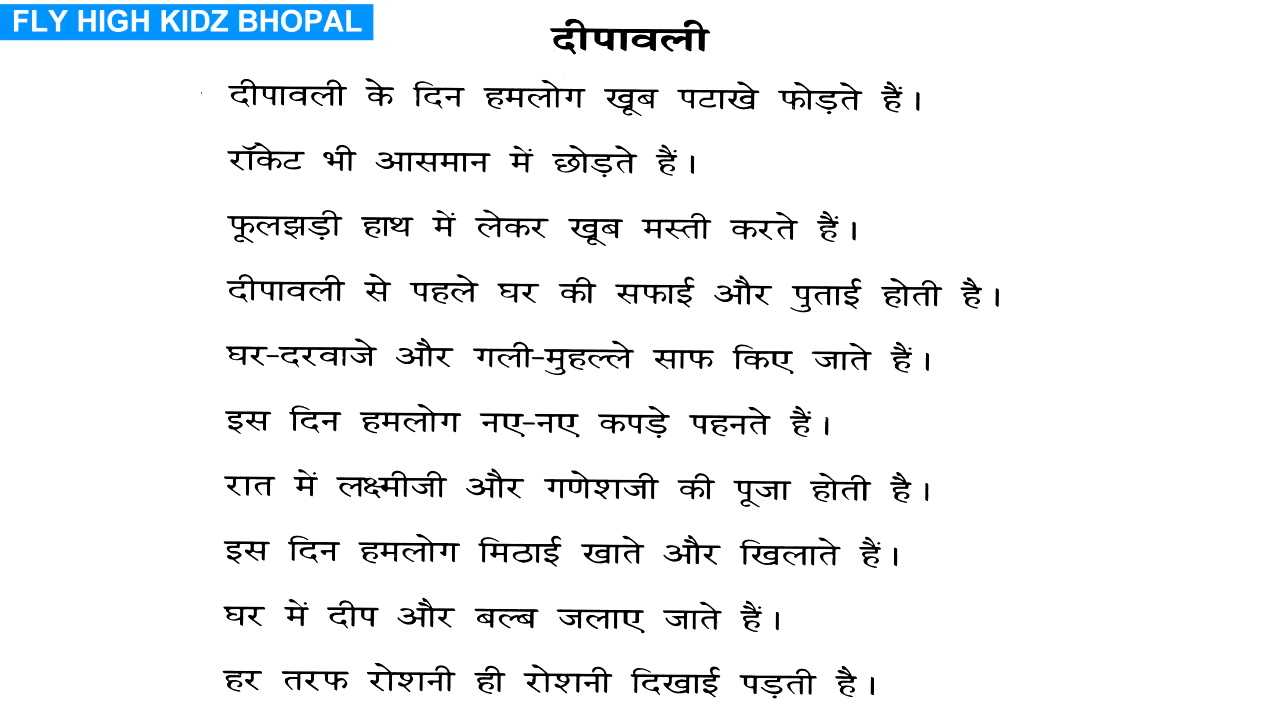 FLY HIGH KIDZ BHOPAL
दीपावली
दीपावली के दिन हमलोग खूब पटाखे फोड़ते हैं।
रॉकेट भी आसमान में छोड़ते हैं।
फूलझड़ी हाथ में लेकर खूब मस्ती करते हैं।
दीपावली से पहले घर की सफाई और पुताई होती है।
घर-दरवाजे और गली-मुहल्ले साफ किए जाते हैं।
इस दिन हमलोग नए-नए कपड़े पहनते हैं।
रात में लक्ष्मीजी और गणेशजी की पूजा होती है।
इस दिन हमलोग मिठाई खाते और खिलाते हैं।
घर में दीप और बल्ब जलाए जाते हैं।
हर तरफ रोशनी ही रोशनी दिखाई पड़ती है।